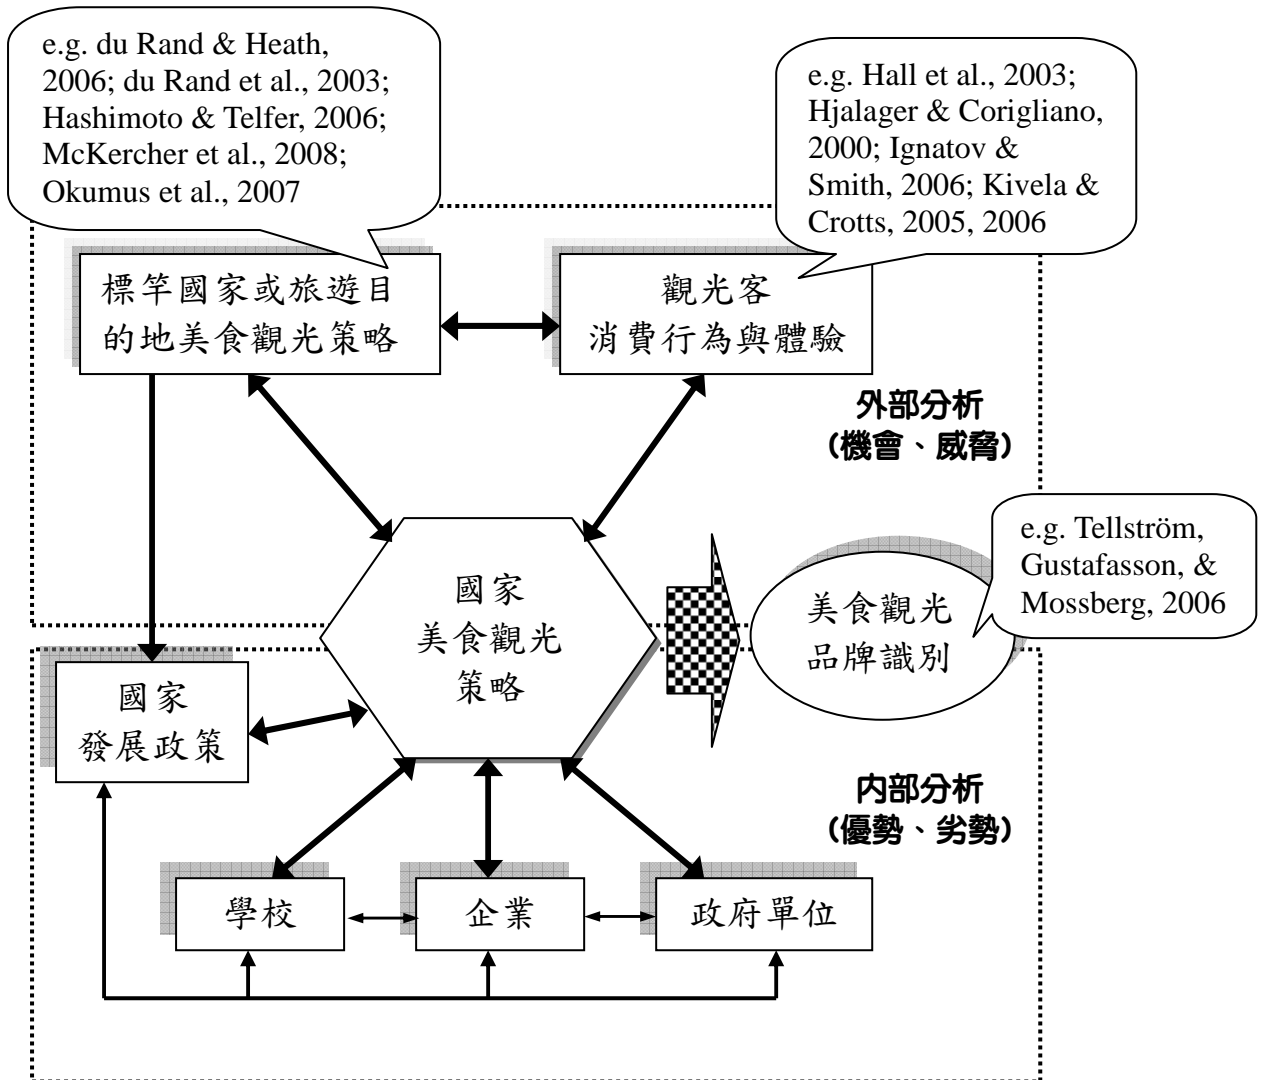 e.g. du Rand & Heath,
2006; du Rand et al., 2003;
Hashimoto & Telfer, 2006;
McKercher et al., 2008;
Okumus et al., 2007
e.g. Hall et al., 2003;
Hjalager & Corigliano,
2000; Ignatov &
Smith, 2006; Kivela &
Crotts, 2005, 2006
標竿國家或旅遊目
的地美食觀光策略
觀光客
消費行為與體驗
外部分析
(機會、威脅)
e.g. Tellström,
Gustafasson, &
Mossberg, 2006
國家
美食觀光
策略
美食觀光
品牌識別
國家
發展政策
內部分析
(優勢、劣勢)
學校
企業
政府單位